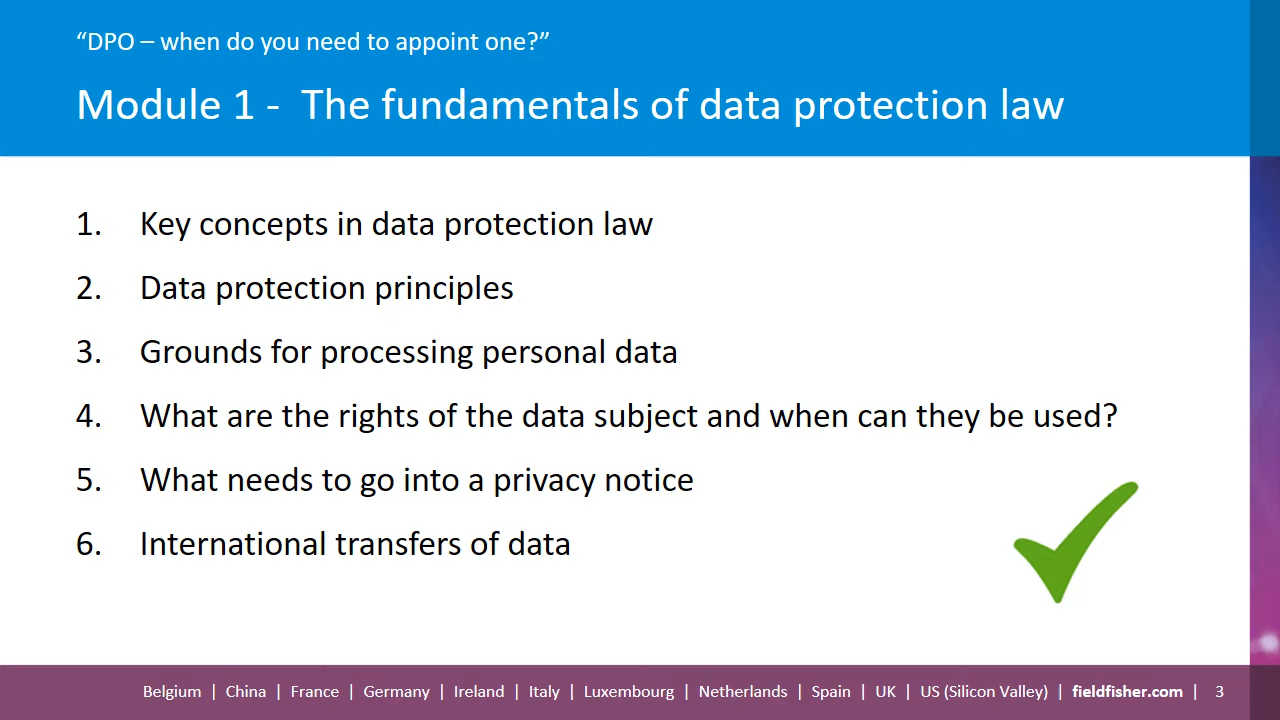 “DPO – when do you need to appoint one?”
Module 1 -  The fundamentals of data protection law
1. Key concepts in data protection law
2. Data protection principles
3. Grounds for processing personal data
4. What are the rights of the data subject and when can they be used?
5. What needs to go into a privacy notice
6. International transfers of data
Belgium | China | France | Germany | Ireland | Italy | Luxembourg | Netherlands | Spain | UK | US (Silicon Valley) | fieldfisher.com | 3